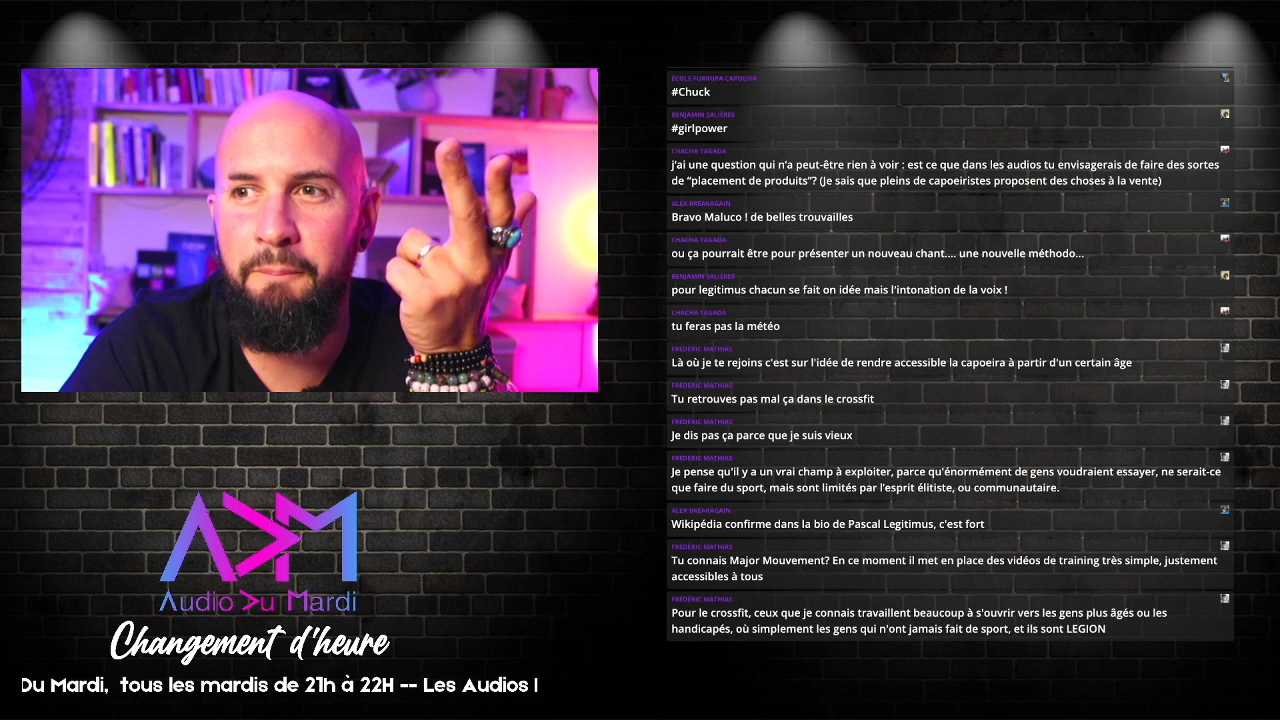 Audio Du Mardi
Changement d'heure
Du Mardi, tous les mardis de 21h à 22H -- Les Audios !
ÉCOLE FURRUPA CAPOEIRA
#Chuck
BENJAMIN SALIÈRES
#girlpower
CHACHA TAGADA
j'ai une question qui n'a peut-être rien à voir : est ce que dans les audios tu envisagerais de faire des sortes
de "placement de produits"? (Je sais que pleins de capoeiristes proposent des choses à la vente)
ALEX BREAKAGAIN
Bravo Maluco ! de belles trouvailles
CHACHA TAGADA
ou ça pourrait être pour présenter un nouveau chant.... une nouvelle méthodo...
BENJAMIN SALIÈRES
pour legitimus chacun se fait on idée mais l'intonation de la voix !
CHACHA TAGADA
tu feras pas la météo
FRÉDÉRIC MATHIAS
Là où je te rejoins c'est sur l'idée de rendre accessible la capoeira à partir d'un certain âge
FRÉDÉRIC MATHIAS
Tu retrouves pas mal ça dans le crossfit
FRÉDÉRIC MATHIAS
Je dis pas ça parce que je suis vieux
FRÉDÉRIC MATHIAS
Je pense qu'il y a un vrai champ à exploiter, parce qu'énormément de gens voudraient essayer, ne serait-ce
que faire du sport, mais sont limités par l'esprit élitiste, ou communautaire.
ALEX BREAKAGAIN
Wikipédia confirme dans la bio de Pascal Legitimus, c'est fort
FRÉDÉRIC MATHIAS
Tu connais Major Mouvement? En ce moment il met en place des vidéos de training très simple, justement
accessibles à tous
FRÉDÉRIC MATHIAS
Pour le crossfit, ceux que je connais travaillent beaucoup à s'ouvrir vers les gens plus âgés ou les
handicapés, où simplement les gens qui n'ont jamais fait de sport, et ils sont LEGION